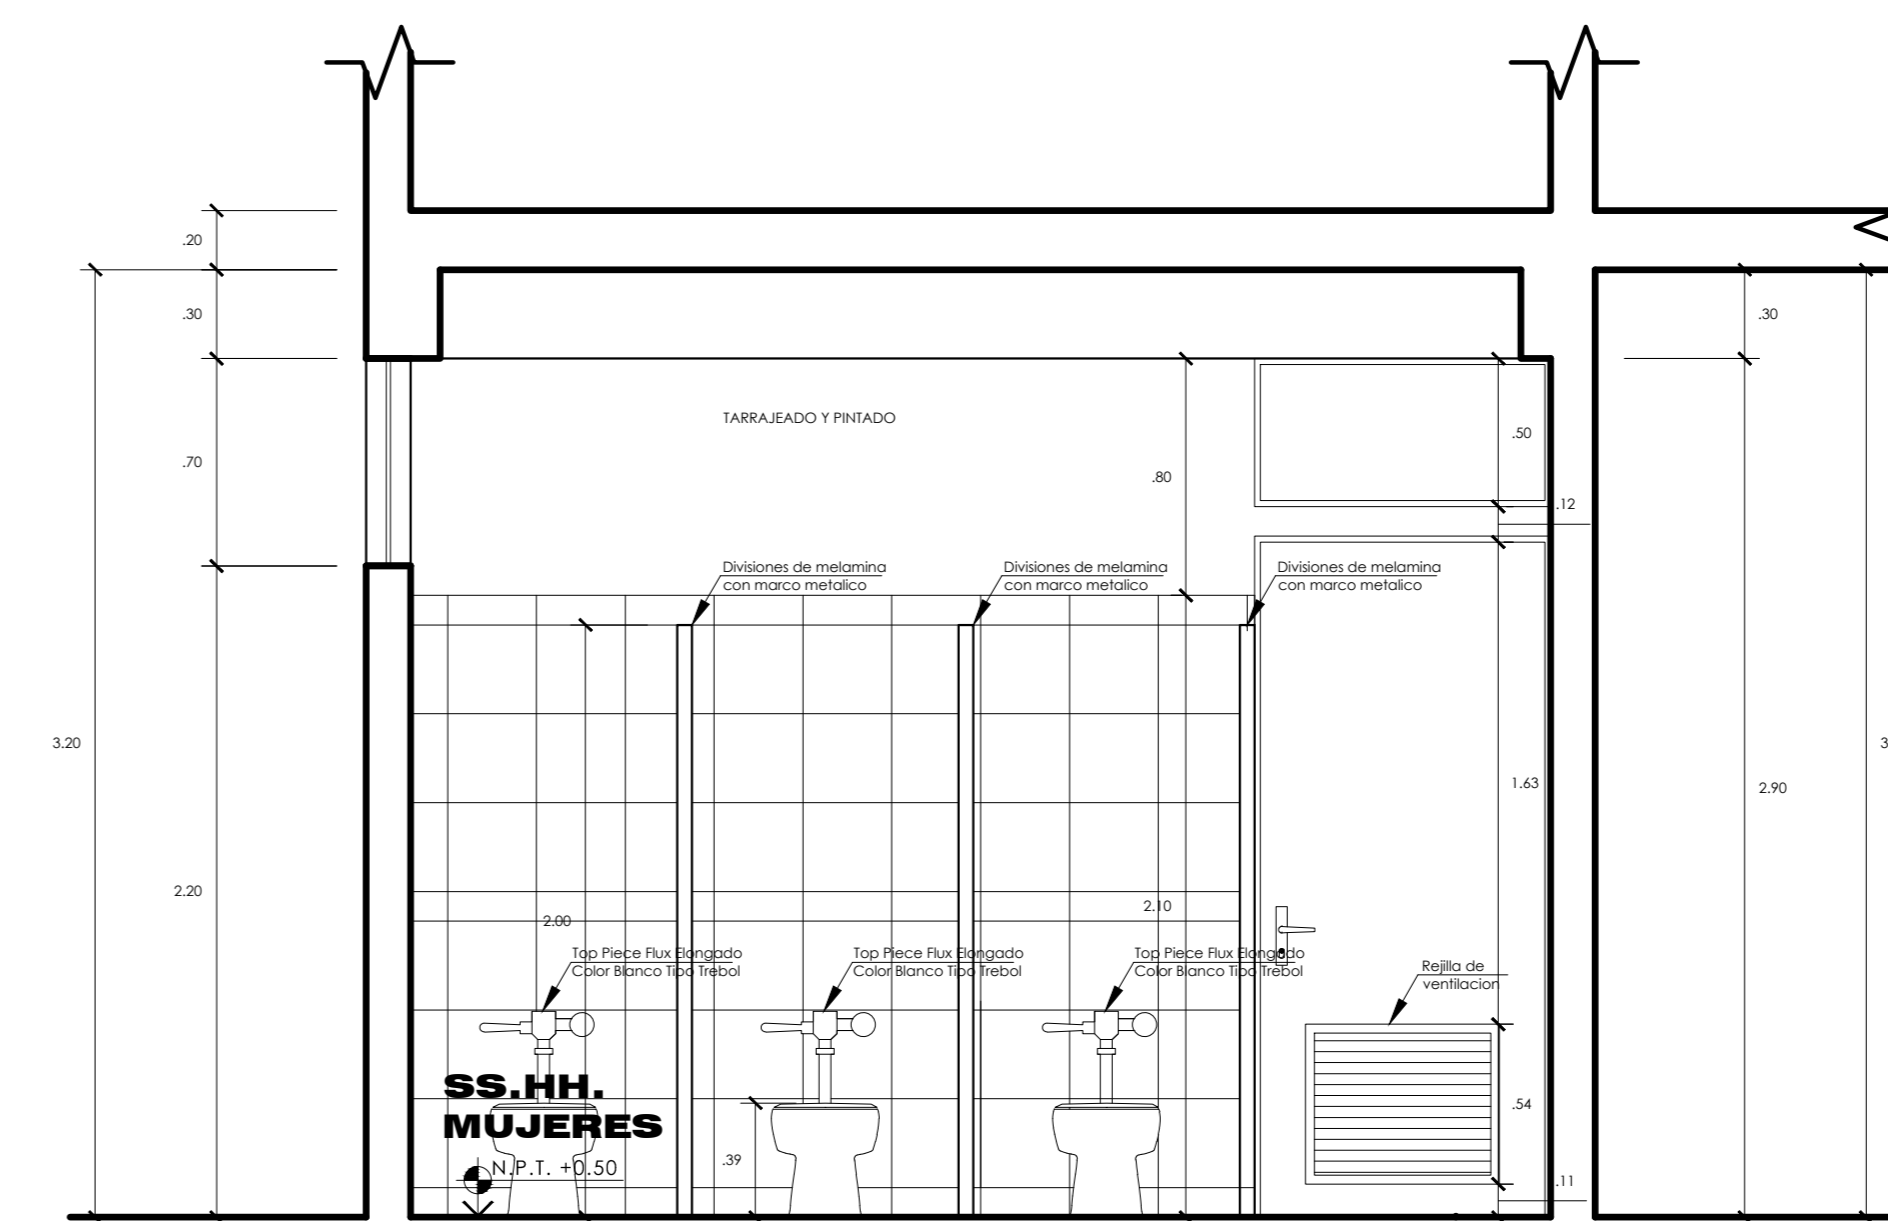 .20
.30
.30
TARRAJEADO Y PINTADO
.50
.70
.80
.12
Divisiones de melamina
con marco metalico
Divisiones de melamina
con marco metalico
Divisiones de melamina
con marco metalico
3.20
3
1.63
2.90
2.20
2.00
2.10
Top Piece Flux Elongado
Color Blanco Tipo Trebol
Top Piece Flux Elongado
Color Blanco Tipo Trebol
Top Piece Flux Elongado
Color Blanco Tipo Trebol
Rejilla de
ventilacion
SS.HH.
MUJERES
.54
.39
N.P.T. +0.50
.11